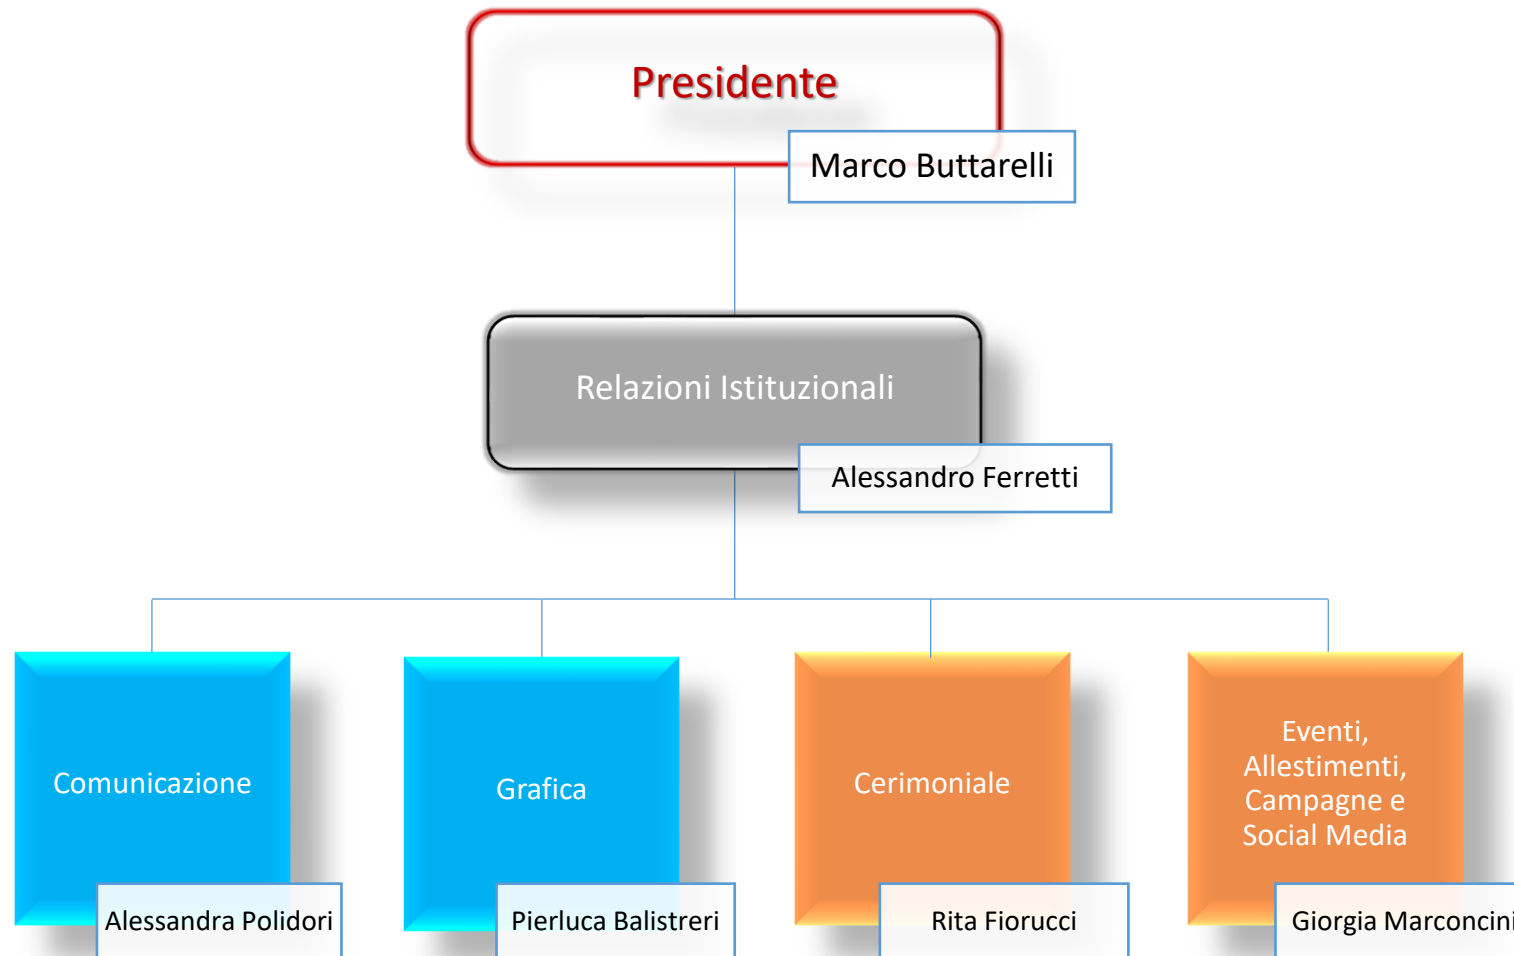 Presidente
Marco Buttarelli
Relazioni Istituzionali
Alessandro Ferretti
Comunicazione
Alessandra Polidori
Grafica
Pierluca Balistreri
Cerimoniale
Rita Fiorucci
Eventi,
Allestimenti,
Campagne e
Social Media
Giorgia Marconcini